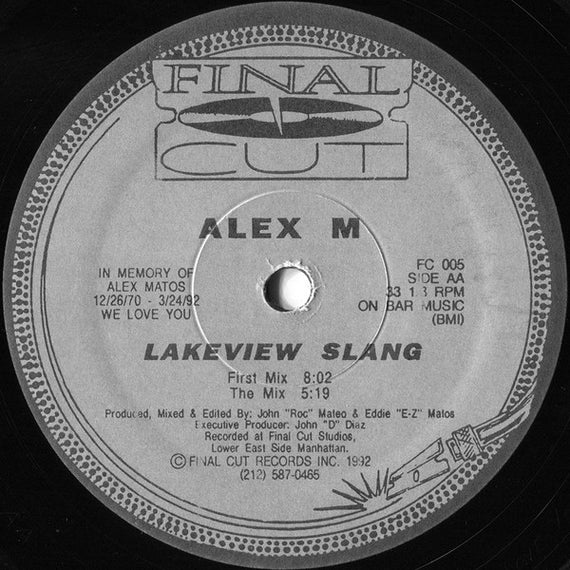 FINAL
CUT
ALEX M
IN MEMORY OF
ALEX MATOS
12/26/70 - 3/24/92
WE LOVE YOU
FC 005
SIDE AA
33 1/3 RPM
ON BAR MUSIC
(BMI)
LAKEVIEW SLANG
First Mix 8:02
The Mix 5:19
Produced, Mixed & Edited By: John "Roc" Mateo & Eddie "E-Z" Matos
Executive Producer: John "D" Diaz
Recorded at Final Cut Studios,
Lower East Side Manhattan.
© FINAL CUT RECORDS INC. 1992
(212) 587-0465